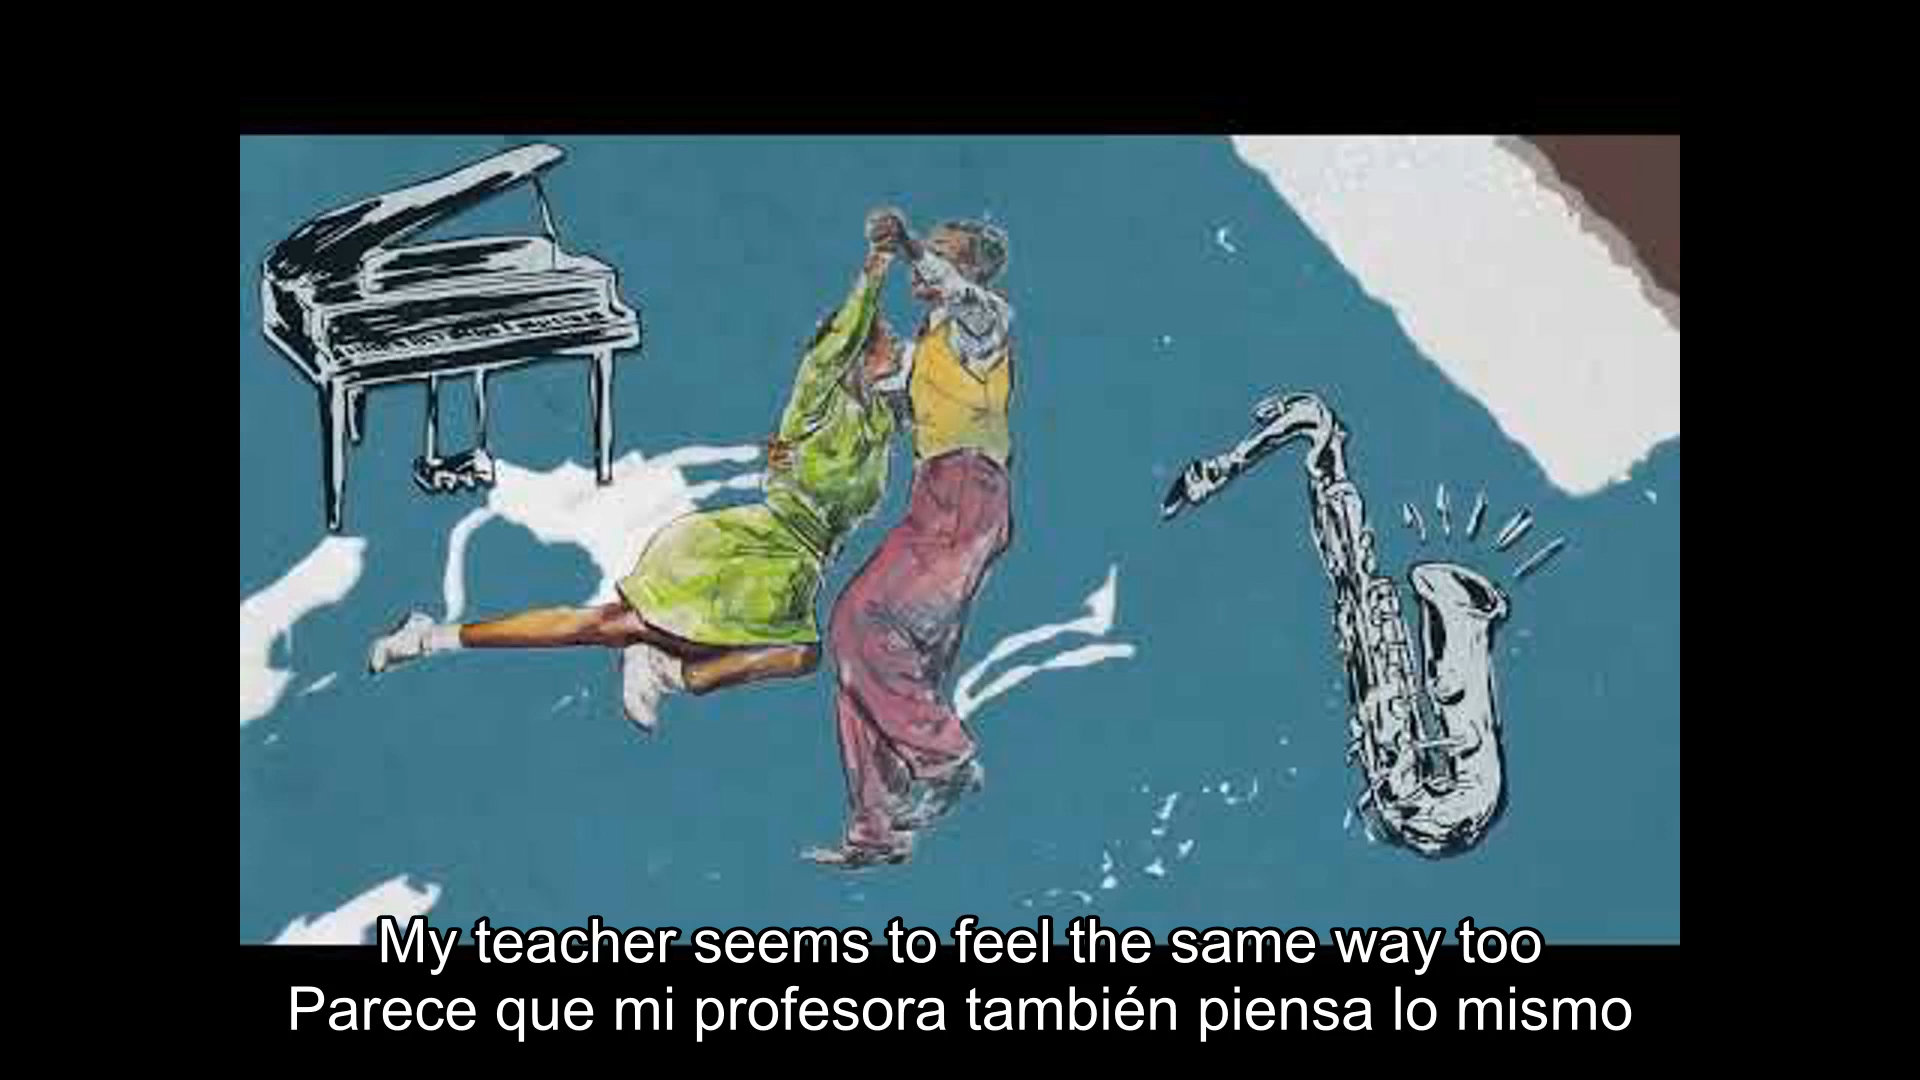 My teacher seems to feel the same way too
Parece que mi profesora también piensa lo mismo